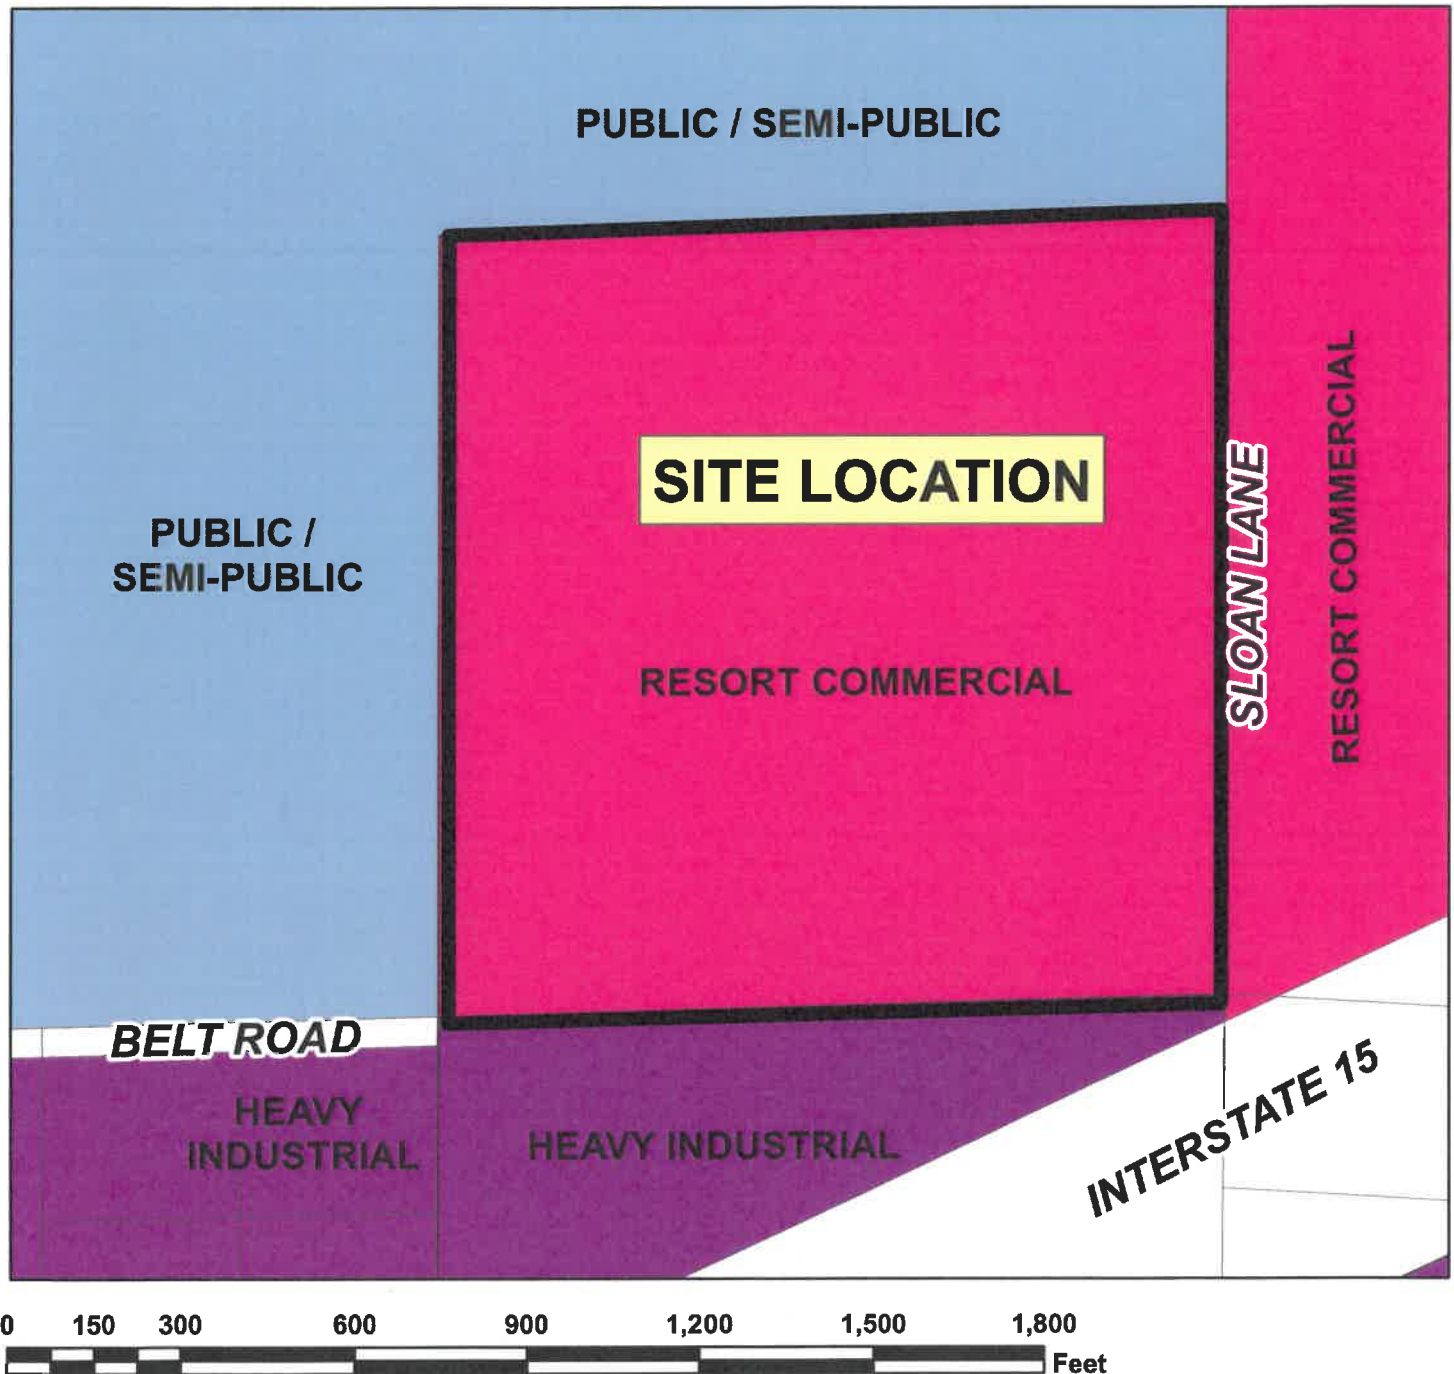 PUBLIC / SEMI-PUBLIC
SITE LOCATION
PUBLIC /
SEMI-PUBLIC
RESORT COMMERCIAL
SLOAN LANE
RESORT COMMERCIAL
BELT ROAD
HEAVY
INDUSTRIAL
HEAVY INDUSTRIAL
INTERSTATE 15
0 150 300 600 900 1,200 1,500 1,800
Feet